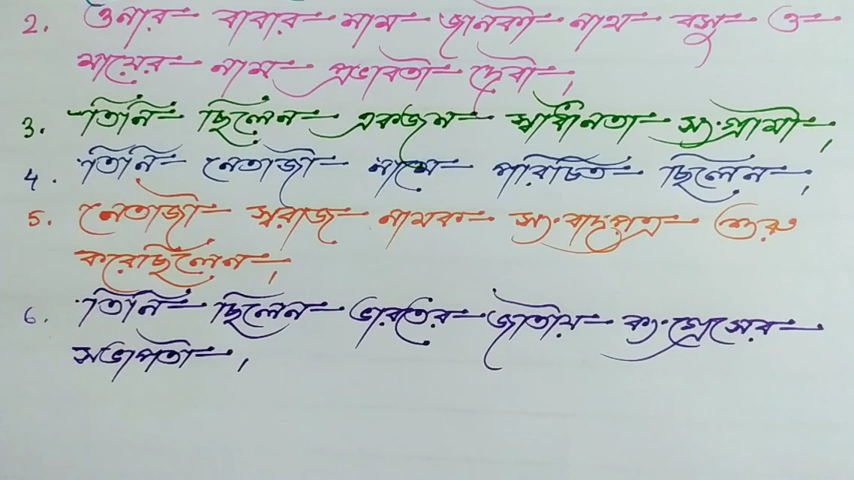 2. ওনার বাবার নাম জানকী নাথ বসু ও
মায়ের নাম প্রভাবতী দেবী।
3. তিনি ছিলেন একজন স্বাধীনতা সংগ্রামী।
4. তিনি নেতাজী নামে পরিচিত ছিলেন।
5. নেতাজী স্বরাজ নামক সংবাদপত্র শুরু
করেছিলেন।
6. তিনি ছিলেন ভারতের জাতীয় কংগ্রেসের
সভাপতী।